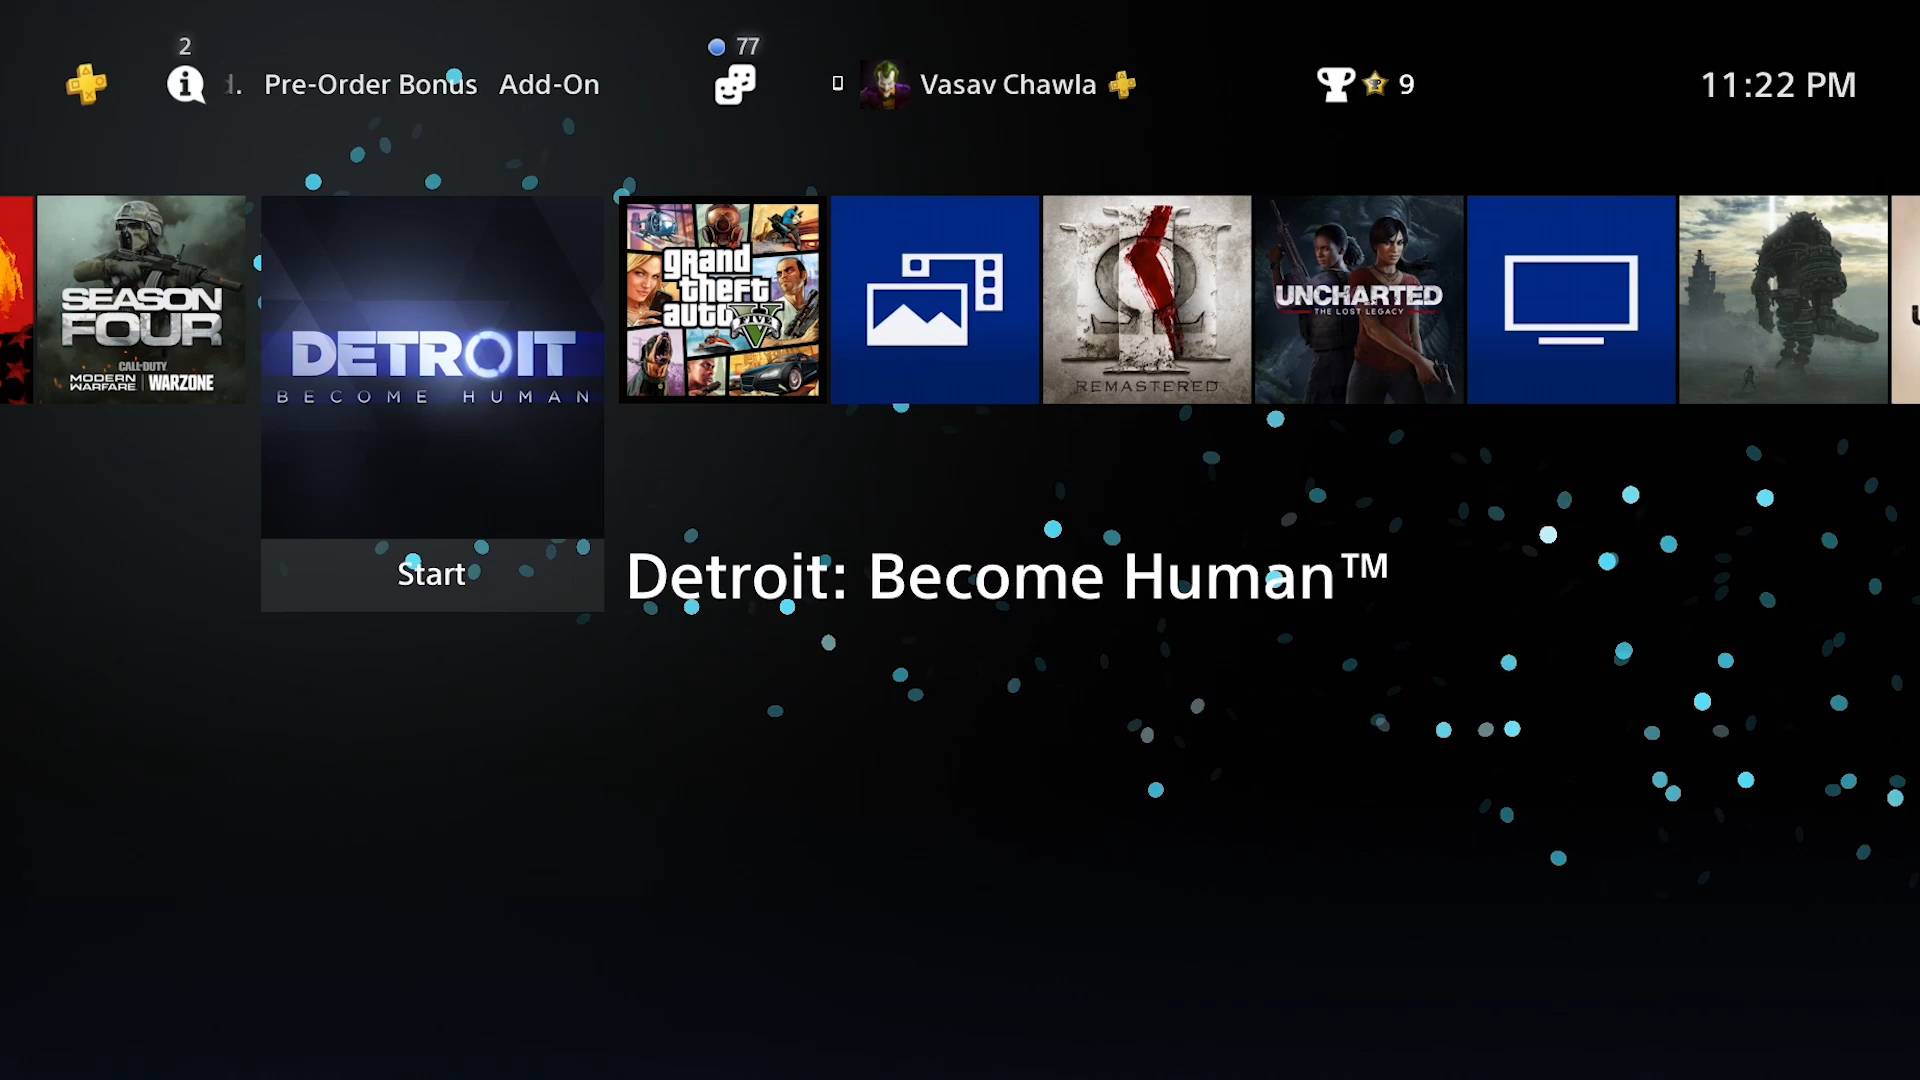 2
d. Pre-Order Bonus Add-On
77
Vasav Chawla
9
11:22 PM
SEASON
FOUR
CALL OF DUTY
MODERN
WARFARE | WARZONE
DETROIT
BECOME HUMAN
grand
theft
auto
FIVE
REMASTERED
UNCHARTED
THE LOST LEGACY
Start
Detroit: Become Human™